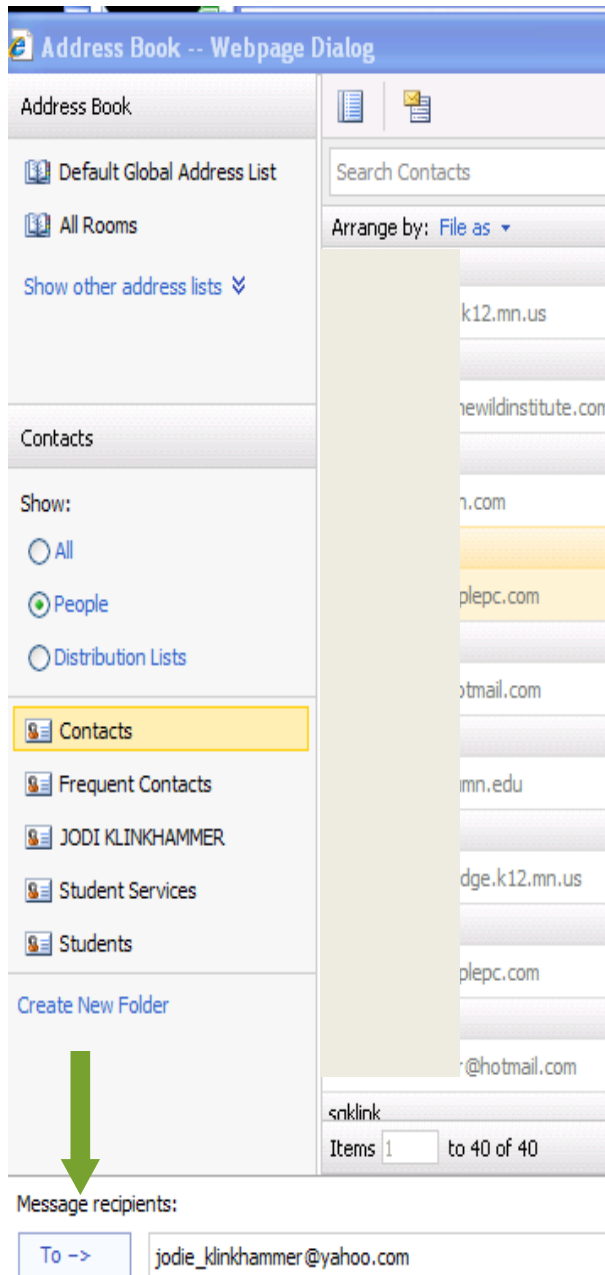 Address Book -- Webpage Dialog
Address Book
Default Global Address List
All Rooms
Show other address lists
Contacts
Show:
All
People
Distribution Lists
Contacts
Frequent Contacts
JODI KLINKHAMMER
Student Services
Students
Create New Folder
Search Contacts
Arrange by: File as
k12.mn.us
newildinstitute.com
n.com
plepc.com
otmail.com
mn.edu
dge.k12.mn.us
plepc.com
r@hotmail.com
sqklink
Items 1 to 40 of 40
Message recipients:
To -> jodie_klinkhammer@yahoo.com